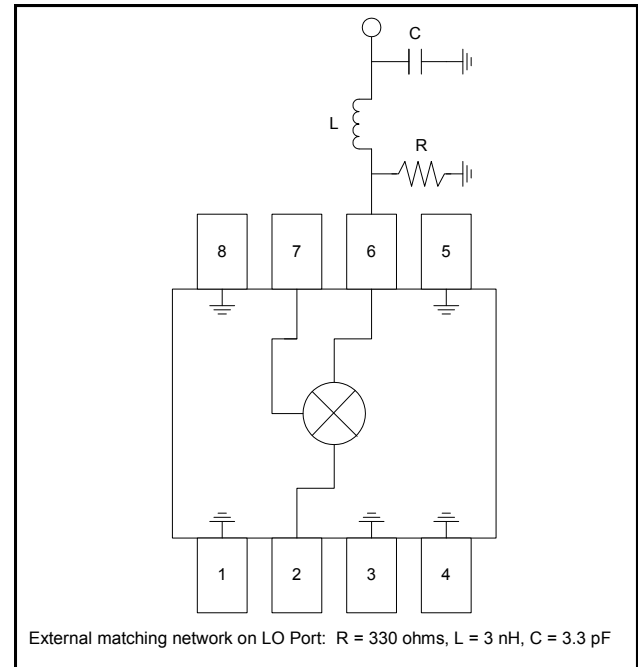 C
L
R
8
7
6
5
1
2
3
4
External matching network on LO Port: R = 330 ohms, L = 3 nH, C = 3.3 pF